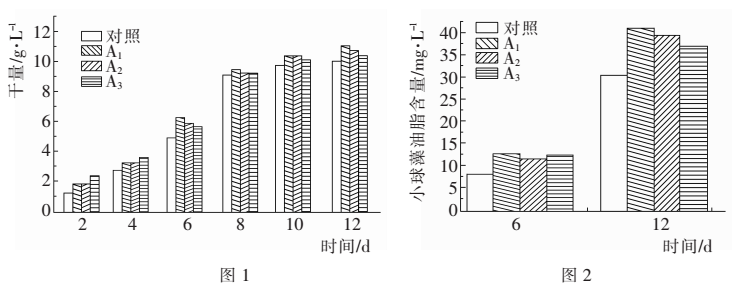 干量/g·L⁻¹
12
10
8
6
4
2
0
对照
A₁
A₂
A₃
2 4 6 8 10 12
时间/d
图 1
小球藻油脂含量/mg·L⁻¹
40
35
30
25
20
15
10
5
0
对照
A₁
A₂
A₃
6 12
时间/d
图 2